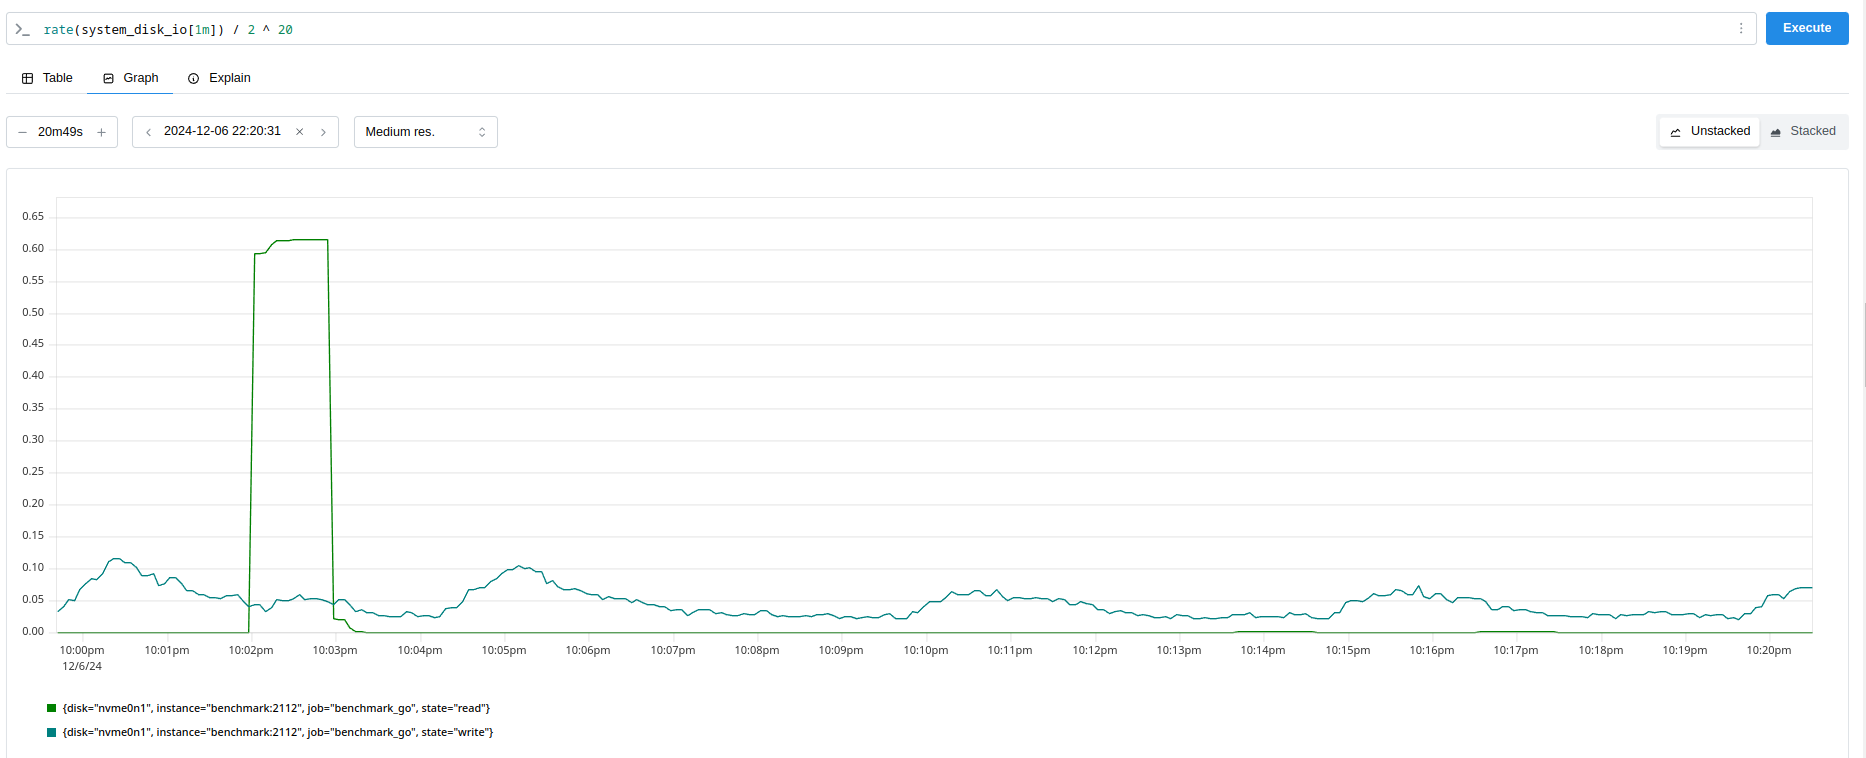 rate(system_disk_io[1m]) / 2 ^ 20
Execute
Table Graph Explain
20m49s 2024-12-06 22:20:31 Medium res. Unstacked Stacked
0.65
0.60
0.55
0.50
0.45
0.40
0.35
0.30
0.25
0.20
0.15
0.10
0.05
0.00
10:00pm 10:01pm 10:02pm 10:03pm 10:04pm 10:05pm 10:06pm 10:07pm 10:08pm 10:09pm 10:10pm 10:11pm 10:12pm 10:13pm 10:14pm 10:15pm 10:16pm 10:17pm 10:18pm 10:19pm 10:20pm
12/6/24
{disk="nvme0n1", instance="benchmark:2112", job="benchmark_go", state="read"}
{disk="nvme0n1", instance="benchmark:2112", job="benchmark_go", state="write"}